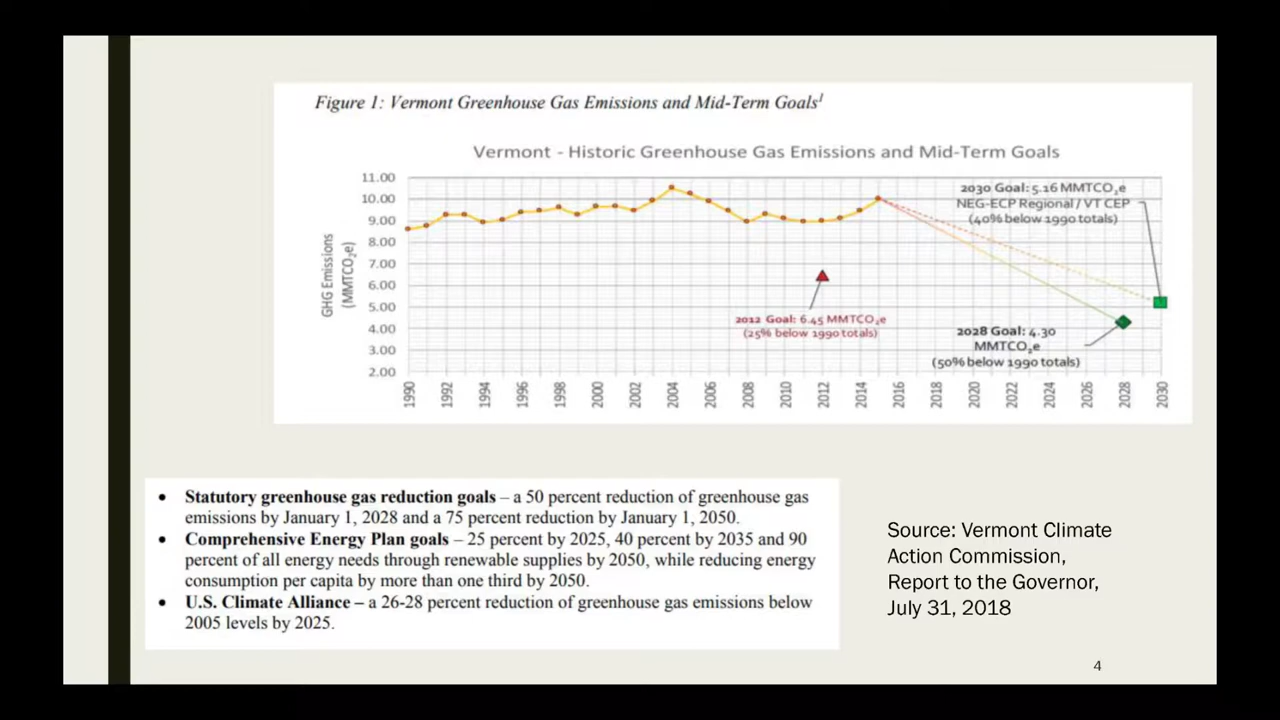 Figure 1: Vermont Greenhouse Gas Emissions and Mid-Term Goals¹
Vermont - Historic Greenhouse Gas Emissions and Mid-Term Goals
GHG Emissions
(MMTCO₂e)
11.00
10.00
9.00
8.00
7.00
6.00
5.00
4.00
3.00
2.00
2030 Goal: 5.16 MMTCO₂e
NEG-ECP Regional / VT CEP
(40% below 1990 totals)
2012 Goal: 6.45 MMTCO₂e
(25% below 1990 totals)
2028 Goal: 4.30
MMTCO₂e
(50% below 1990 totals)
1990 1992 1994 1996 1998 2000 2002 2004 2006 2008 2010 2012 2014 2016 2018 2020 2022 2024 2026 2028 2030
• Statutory greenhouse gas reduction goals – a 50 percent reduction of greenhouse gas
emissions by January 1, 2028 and a 75 percent reduction by January 1, 2050.
• Comprehensive Energy Plan goals – 25 percent by 2025, 40 percent by 2035 and 90
percent of all energy needs through renewable supplies by 2050, while reducing energy
consumption per capita by more than one third by 2050.
• U.S. Climate Alliance – a 26-28 percent reduction of greenhouse gas emissions below
2005 levels by 2025.
Source: Vermont Climate
Action Commission,
Report to the Governor,
July 31, 2018
4